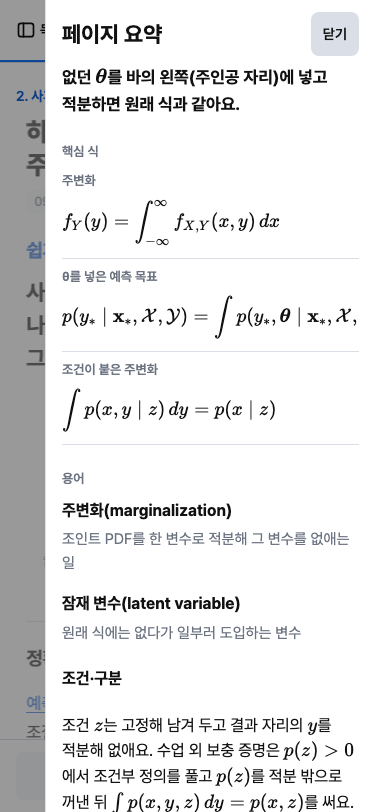 페이지 요약
닫기
없던 θ를 바의 왼쪽(주인공 자리)에 넣고
적분하면 원래 식과 같아요.
핵심 식
주변화
f_Y(y) = ∫_{-∞}^{∞} f_{X,Y}(x, y) dx
θ를 넣은 예측 목표
p(y_* | 𝐱_*, 𝒳, 𝒴) = ∫ p(y_*, 𝜽 | 𝐱_*, 𝒳,
조건이 붙은 주변화
∫ p(x, y | z) dy = p(x | z)
용어
주변화(marginalization)
조인트 PDF를 한 변수로 적분해 그 변수를 없애는
일
잠재 변수(latent variable)
원래 식에는 없다가 일부러 도입하는 변수
조건·구분
조건 z는 고정해 남겨 두고 결과 자리의 y를
적분해 없애요. 수업 외 보충 증명은 p(z) > 0
에서 조건부 정의를 풀고 p(z)를 적분 밖으로
꺼낸 뒤 ∫ p(x, y, z) dy = p(x, z)를 써요.